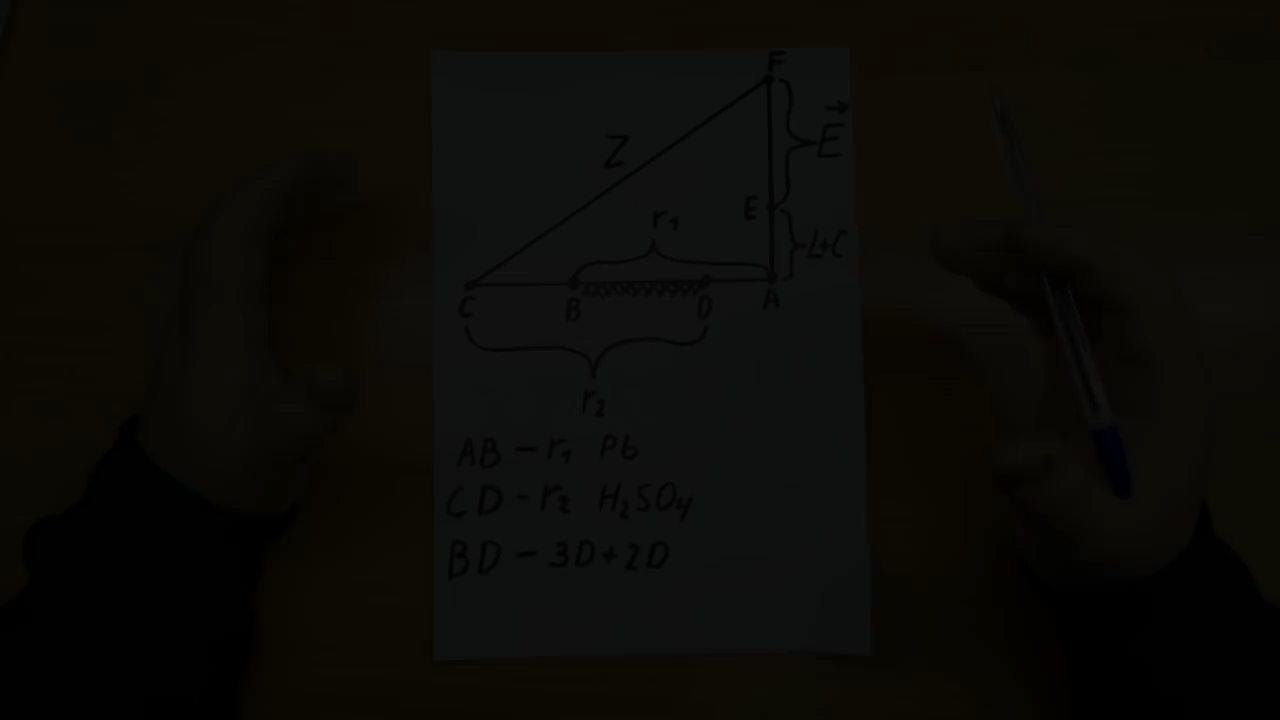 F
Z
E
E
r₁
L+C
C B D A
r₂
AB – r₁ Pb
CD – r₂ H₂SO₄
BD – 3D+2D